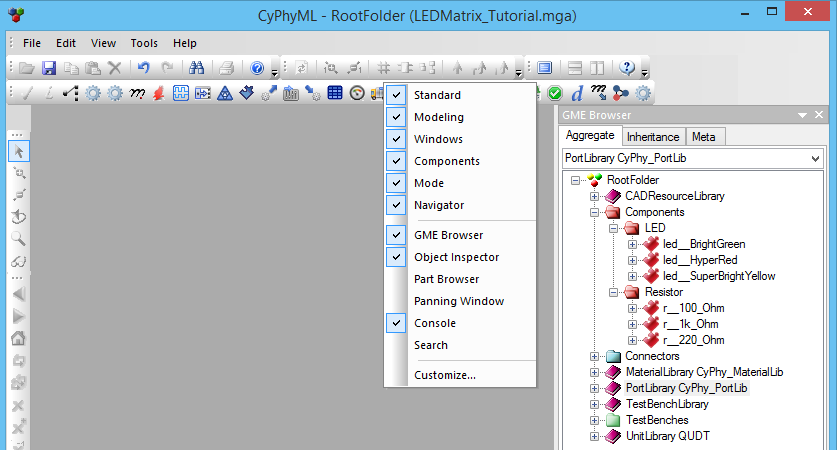 CyPhyML - RootFolder (LEDMatrix_Tutorial.mga)
File Edit View Tools Help
Standard
Modeling
Windows
Components
Mode
Navigator
GME Browser
Object Inspector
Part Browser
Panning Window
Console
Search
Customize...
GME Browser
Aggregate Inheritance Meta
PortLibrary CyPhy_PortLib
RootFolder
CADResourceLibrary
Components
LED
led__BrightGreen
led__HyperRed
led__SuperBrightYellow
Resistor
r__100_Ohm
r__1k_Ohm
r__220_Ohm
Connectors
MaterialLibrary CyPhy_MaterialLib
PortLibrary CyPhy_PortLib
TestBenchLibrary
TestBenches
UnitLibrary QUDT